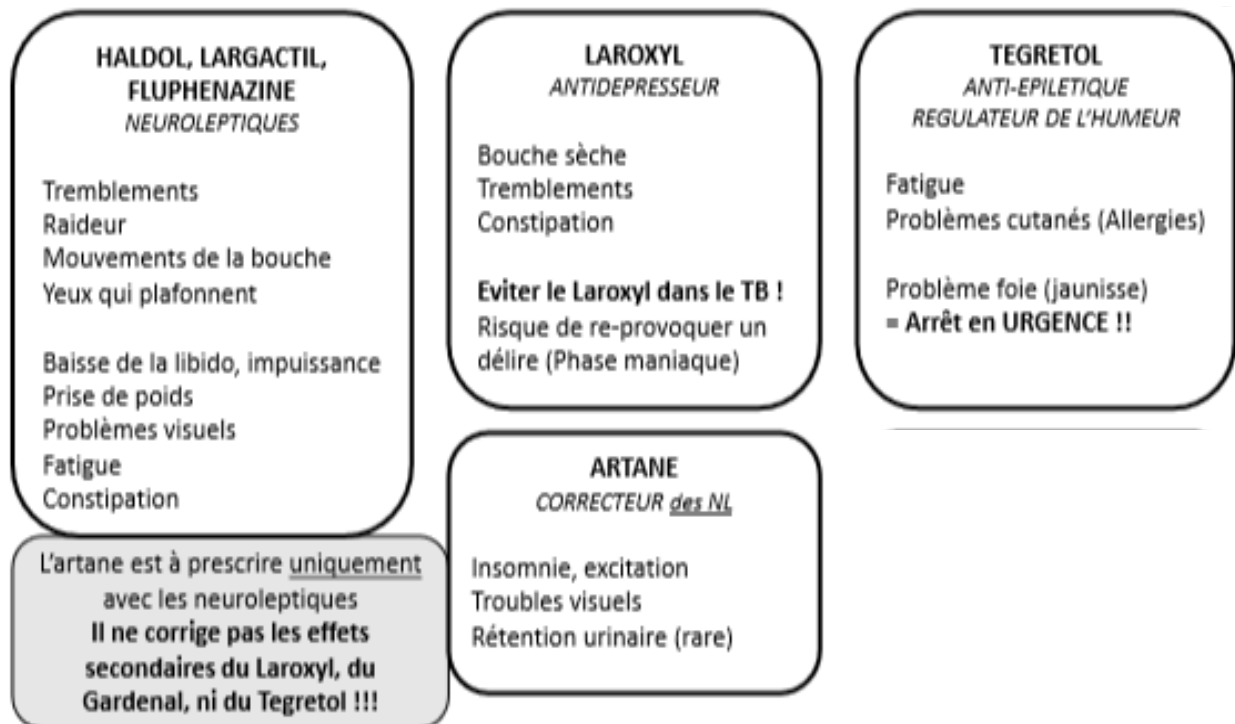 HALDOL, LARGACTIL,
FLUPHENAZINE
NEUROLEPTIQUES
Tremblements
Raideur
Mouvements de la bouche
Yeux qui plafonnent
Baisse de la libido, impuissance
Prise de poids
Problèmes visuels
Fatigue
Constipation
L'artane est à prescrire uniquement
avec les neuroleptiques
Il ne corrige pas les effets
secondaires du Laroxyl, du
Gardenal, ni du Tegretol !!!
LAROXYL
ANTIDEPRESSEUR
Bouche sèche
Tremblements
Constipation
Eviter le Laroxyl dans le TB !
Risque de re-provoquer un
délire (Phase maniaque)
ARTANE
CORRECTEUR des NL
Insomnie, excitation
Troubles visuels
Rétention urinaire (rare)
TEGRETOL
ANTI-EPILETIQUE
REGULATEUR DE L'HUMEUR
Fatigue
Problèmes cutanés (Allergies)
Problème foie (jaunisse)
= Arrêt en URGENCE !!